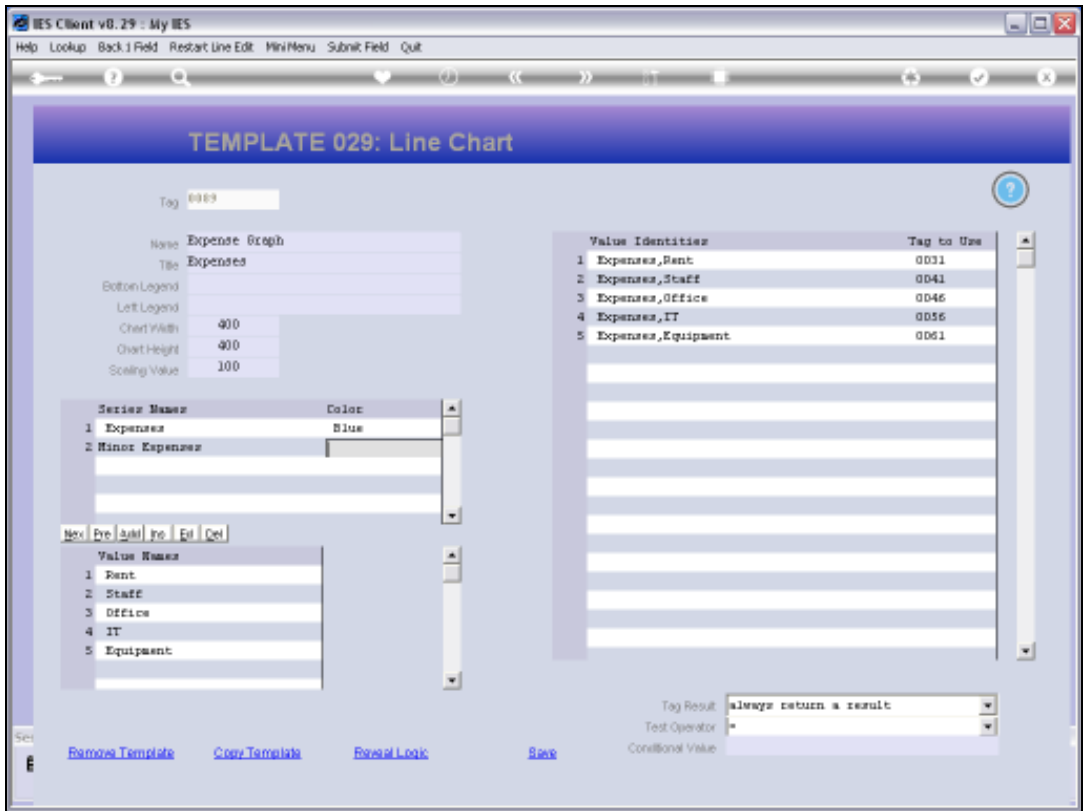 IES Client v8.29 : My IES
Help Lookup Back 1 Field Restart Line Edit MiniMenu Submit Field Quit
TEMPLATE 029: Line Chart
Tag 0089
Name Expense Graph
Title Expenses
Bottom Legend
Left Legend
Chart Width 400
Chart Height 400
Scaling Value 100
Series Names Color
1 Expenses Blue
2 Minor Expenses
Nex Pre Add Ins Ed Del
Value Names
1 Rent
2 Staff
3 Office
4 IT
5 Equipment
Value Identities Tag to Use
1 Expenses,Rent 0031
2 Expenses,Staff 0041
3 Expenses,Office 0046
4 Expenses,IT 0056
5 Expenses,Equipment 0061
Tag Result always return a result
Test Operator =
Conditional Value
Remove Template Copy Template Reveal Logic Save